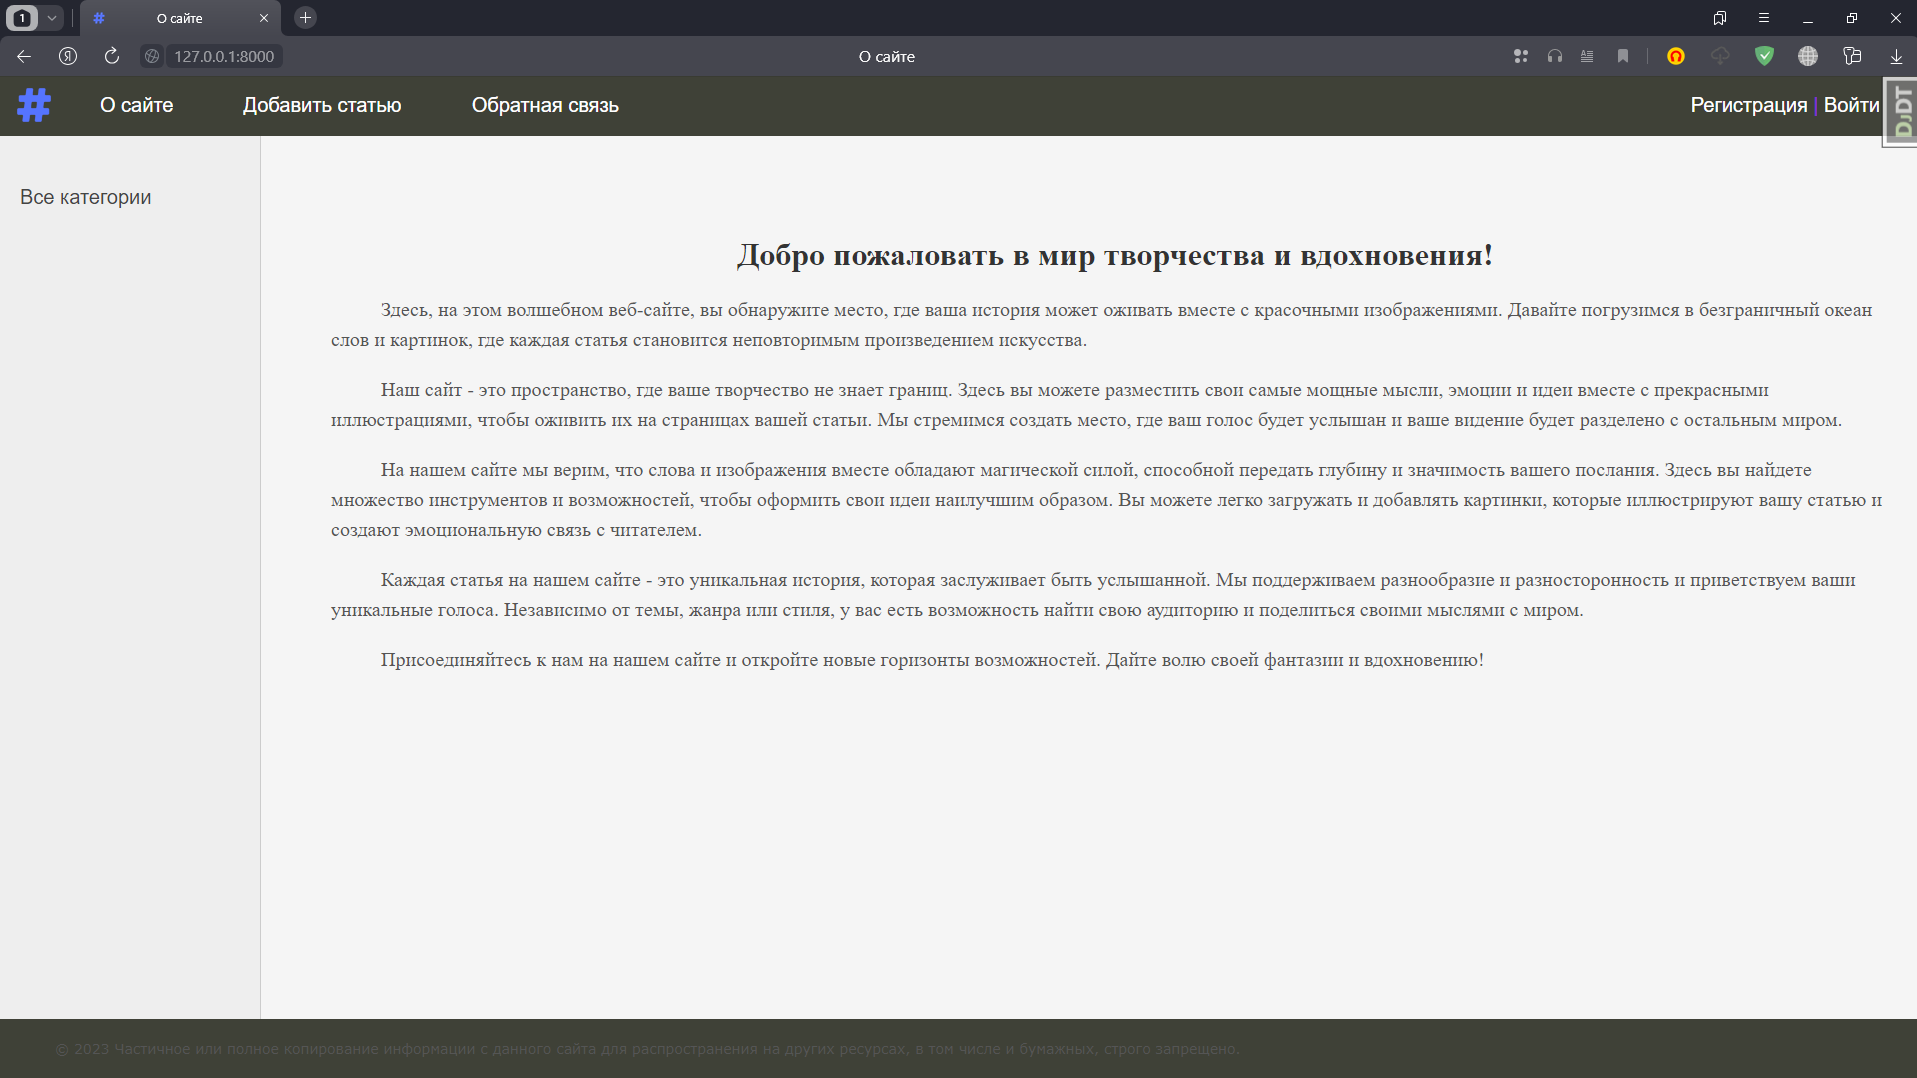 1
О сайте
127.0.0.1:8000
О сайте
О сайте
Добавить статью
Обратная связь
Регистрация | Войти
DJDT
Все категории
Добро пожаловать в мир творчества и вдохновения!
Здесь, на этом волшебном веб-сайте, вы обнаружите место, где ваша история может оживать вместе с красочными изображениями. Давайте погрузимся в безграничный океан
слов и картинок, где каждая статья становится неповторимым произведением искусства.
Наш сайт - это пространство, где ваше творчество не знает границ. Здесь вы можете разместить свои самые мощные мысли, эмоции и идеи вместе с прекрасными
иллюстрациями, чтобы оживить их на страницах вашей статьи. Мы стремимся создать место, где ваш голос будет услышан и ваше видение будет разделено с остальным миром.
На нашем сайте мы верим, что слова и изображения вместе обладают магической силой, способной передать глубину и значимость вашего послания. Здесь вы найдете
множество инструментов и возможностей, чтобы оформить свои идеи наилучшим образом. Вы можете легко загружать и добавлять картинки, которые иллюстрируют вашу статью и
создают эмоциональную связь с читателем.
Каждая статья на нашем сайте - это уникальная история, которая заслуживает быть услышанной. Мы поддерживаем разнообразие и разносторонность и приветствуем ваши
уникальные голоса. Независимо от темы, жанра или стиля, у вас есть возможность найти свою аудиторию и поделиться своими мыслями с миром.
Присоединяйтесь к нам на нашем сайте и откройте новые горизонты возможностей. Дайте волю своей фантазии и вдохновению!
© 2023 Частичное или полное копирование информации с данного сайта для распространения на других ресурсах, в том числе и бумажных, строго запрещено.